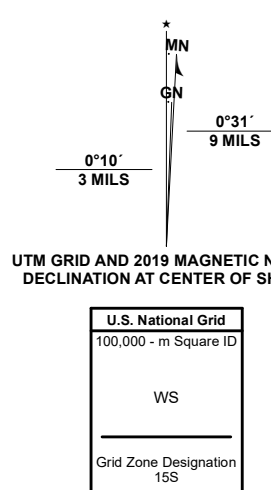 ★
MN
GN
0°31´
9 MILS
0°10´
3 MILS
UTM GRID AND 2019 MAGNETIC
DECLINATION AT CENTER OF
U.S. National Grid
100,000 - m Square ID
WS
Grid Zone Designation
15S